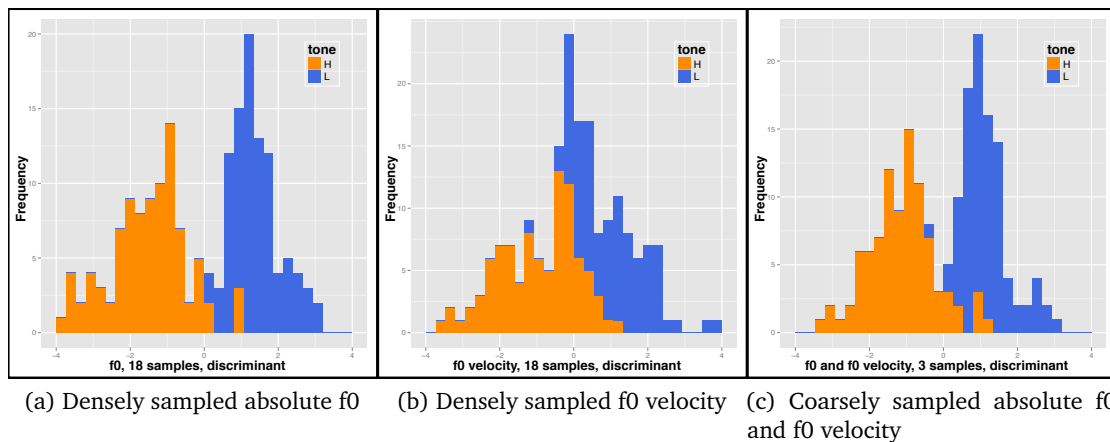 tone
H
L
20
15
10
5
0
Frequency
−4
−2
0
2
4
f0, 18 samples, discriminant
tone
H
L
20
15
10
5
0
Frequency
−4
−2
0
2
4
f0 velocity, 18 samples, discriminant
tone
H
L
20
15
10
5
0
Frequency
−4
−2
0
2
4
f0 and f0 velocity, 3 samples, discriminant
(a) Densely sampled absolute f0
(b) Densely sampled f0 velocity
(c) Coarsely sampled absolute f0
and f0 velocity